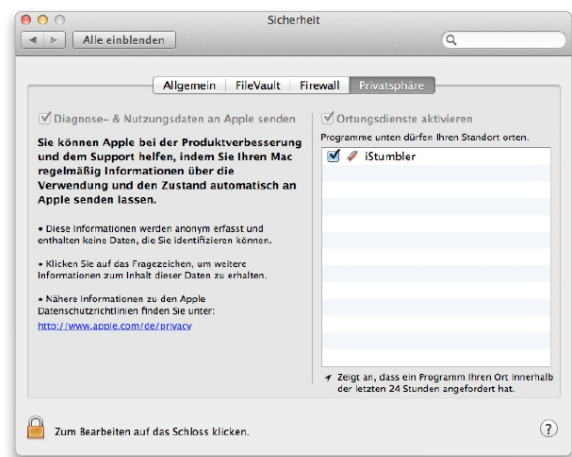 Sicherheit
Alle einblenden
Allgemein FileVault Firewall Privatsphäre
Diagnose- & Nutzungsdaten an Apple senden
Sie können Apple bei der Produktverbesserung
und dem Support helfen, indem Sie Ihren Mac
regelmäßig Informationen über die
Verwendung und den Zustand automatisch an
Apple senden lassen.
• Diese Informationen werden anonym erfasst und
enthalten keine Daten, die Sie identifizieren können.
• Klicken Sie auf das Fragezeichen, um weitere
Informationen zum Inhalt dieser Daten zu erhalten.
• Nähere Informationen zu den Apple
Datenschutzrichtlinien finden Sie unter:
http://www.apple.com/de/privacy
Ortungsdienste aktivieren
Programme unten dürfen Ihren Standort orten.
iStumbler
Zeigt an, dass ein Programm Ihren Ort innerhalb
der letzten 24 Stunden angefordert hat.
Zum Bearbeiten auf das Schloss klicken.
?